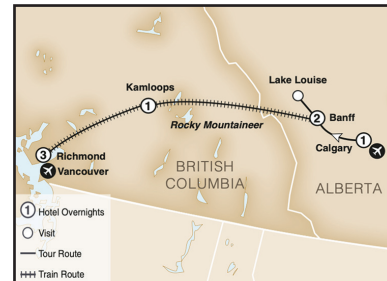 Kamloops
1
Lake Louise
2
Banff
Rocky Mountaineer
Calgary
1
3
Richmond
Vancouver
BRITISH
COLUMBIA
ALBERTA
1 Hotel Overnights
Visit
Tour Route
Train Route